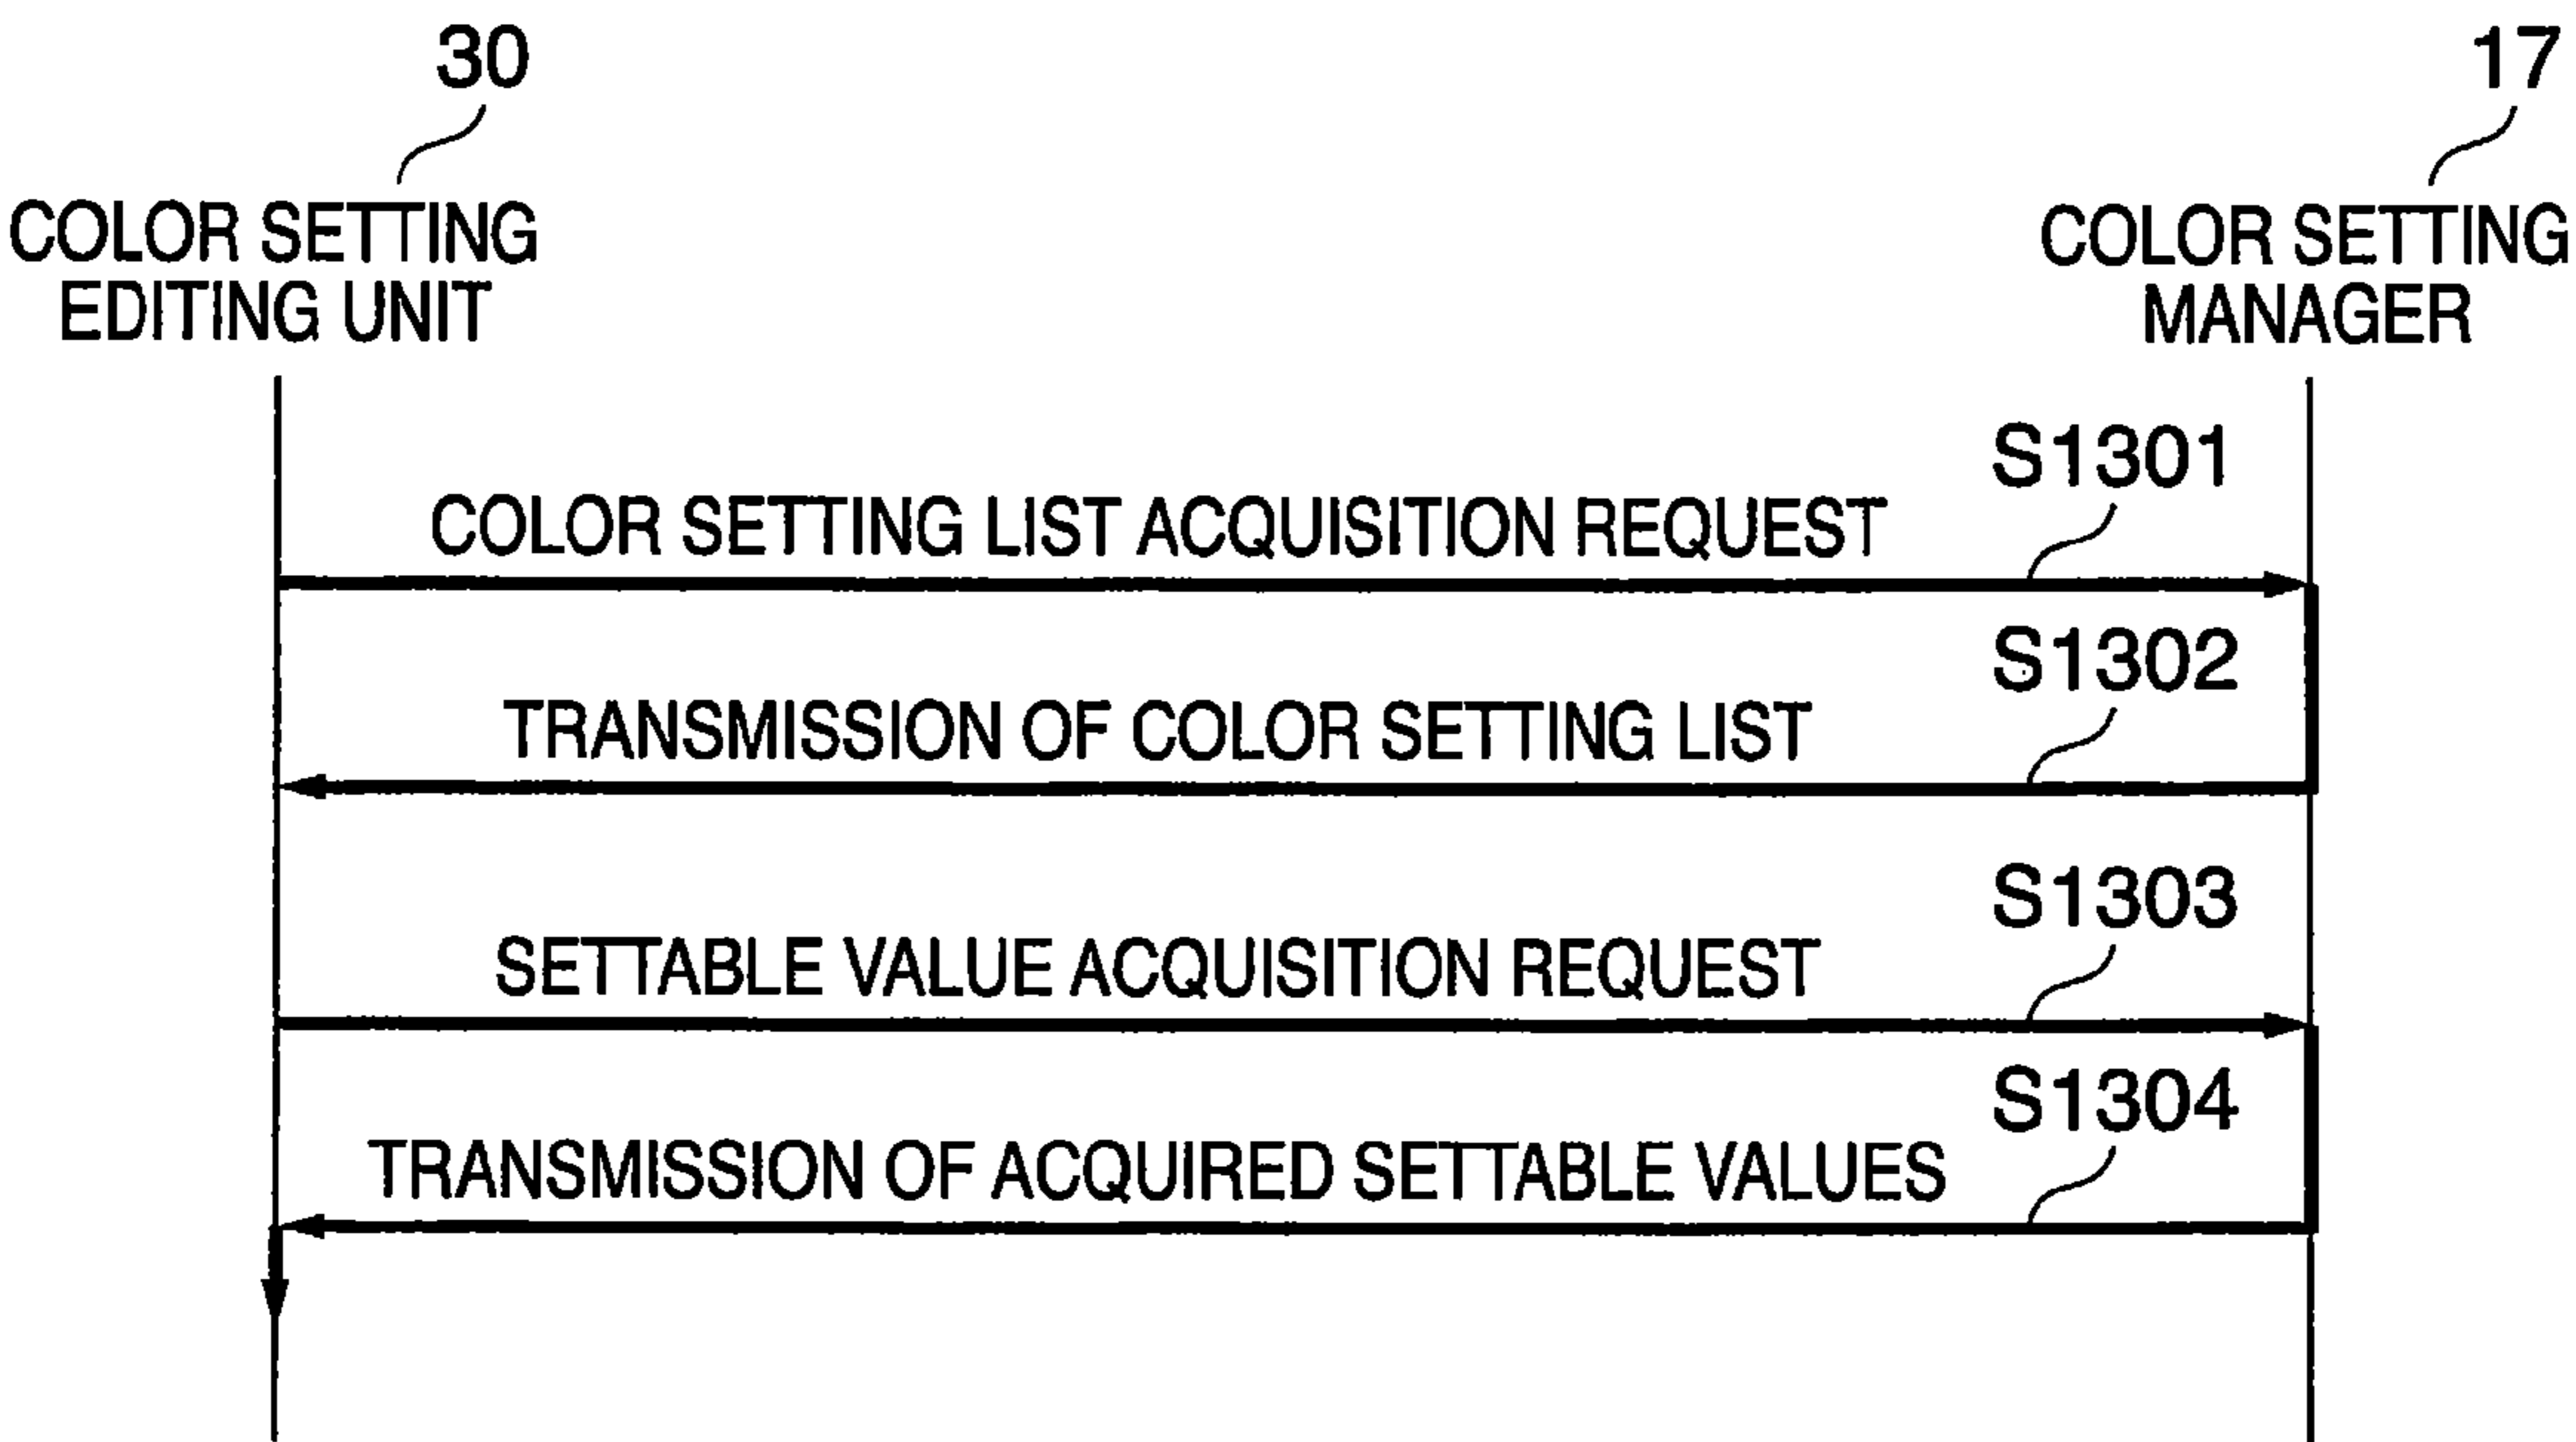 30
17
COLOR SETTING
EDITING UNIT
COLOR SETTING
MANAGER
S1301
COLOR SETTING LIST ACQUISITION REQUEST
S1302
TRANSMISSION OF COLOR SETTING LIST
S1303
SETTABLE VALUE ACQUISITION REQUEST
S1304
TRANSMISSION OF ACQUIRED SETTABLE VALUES